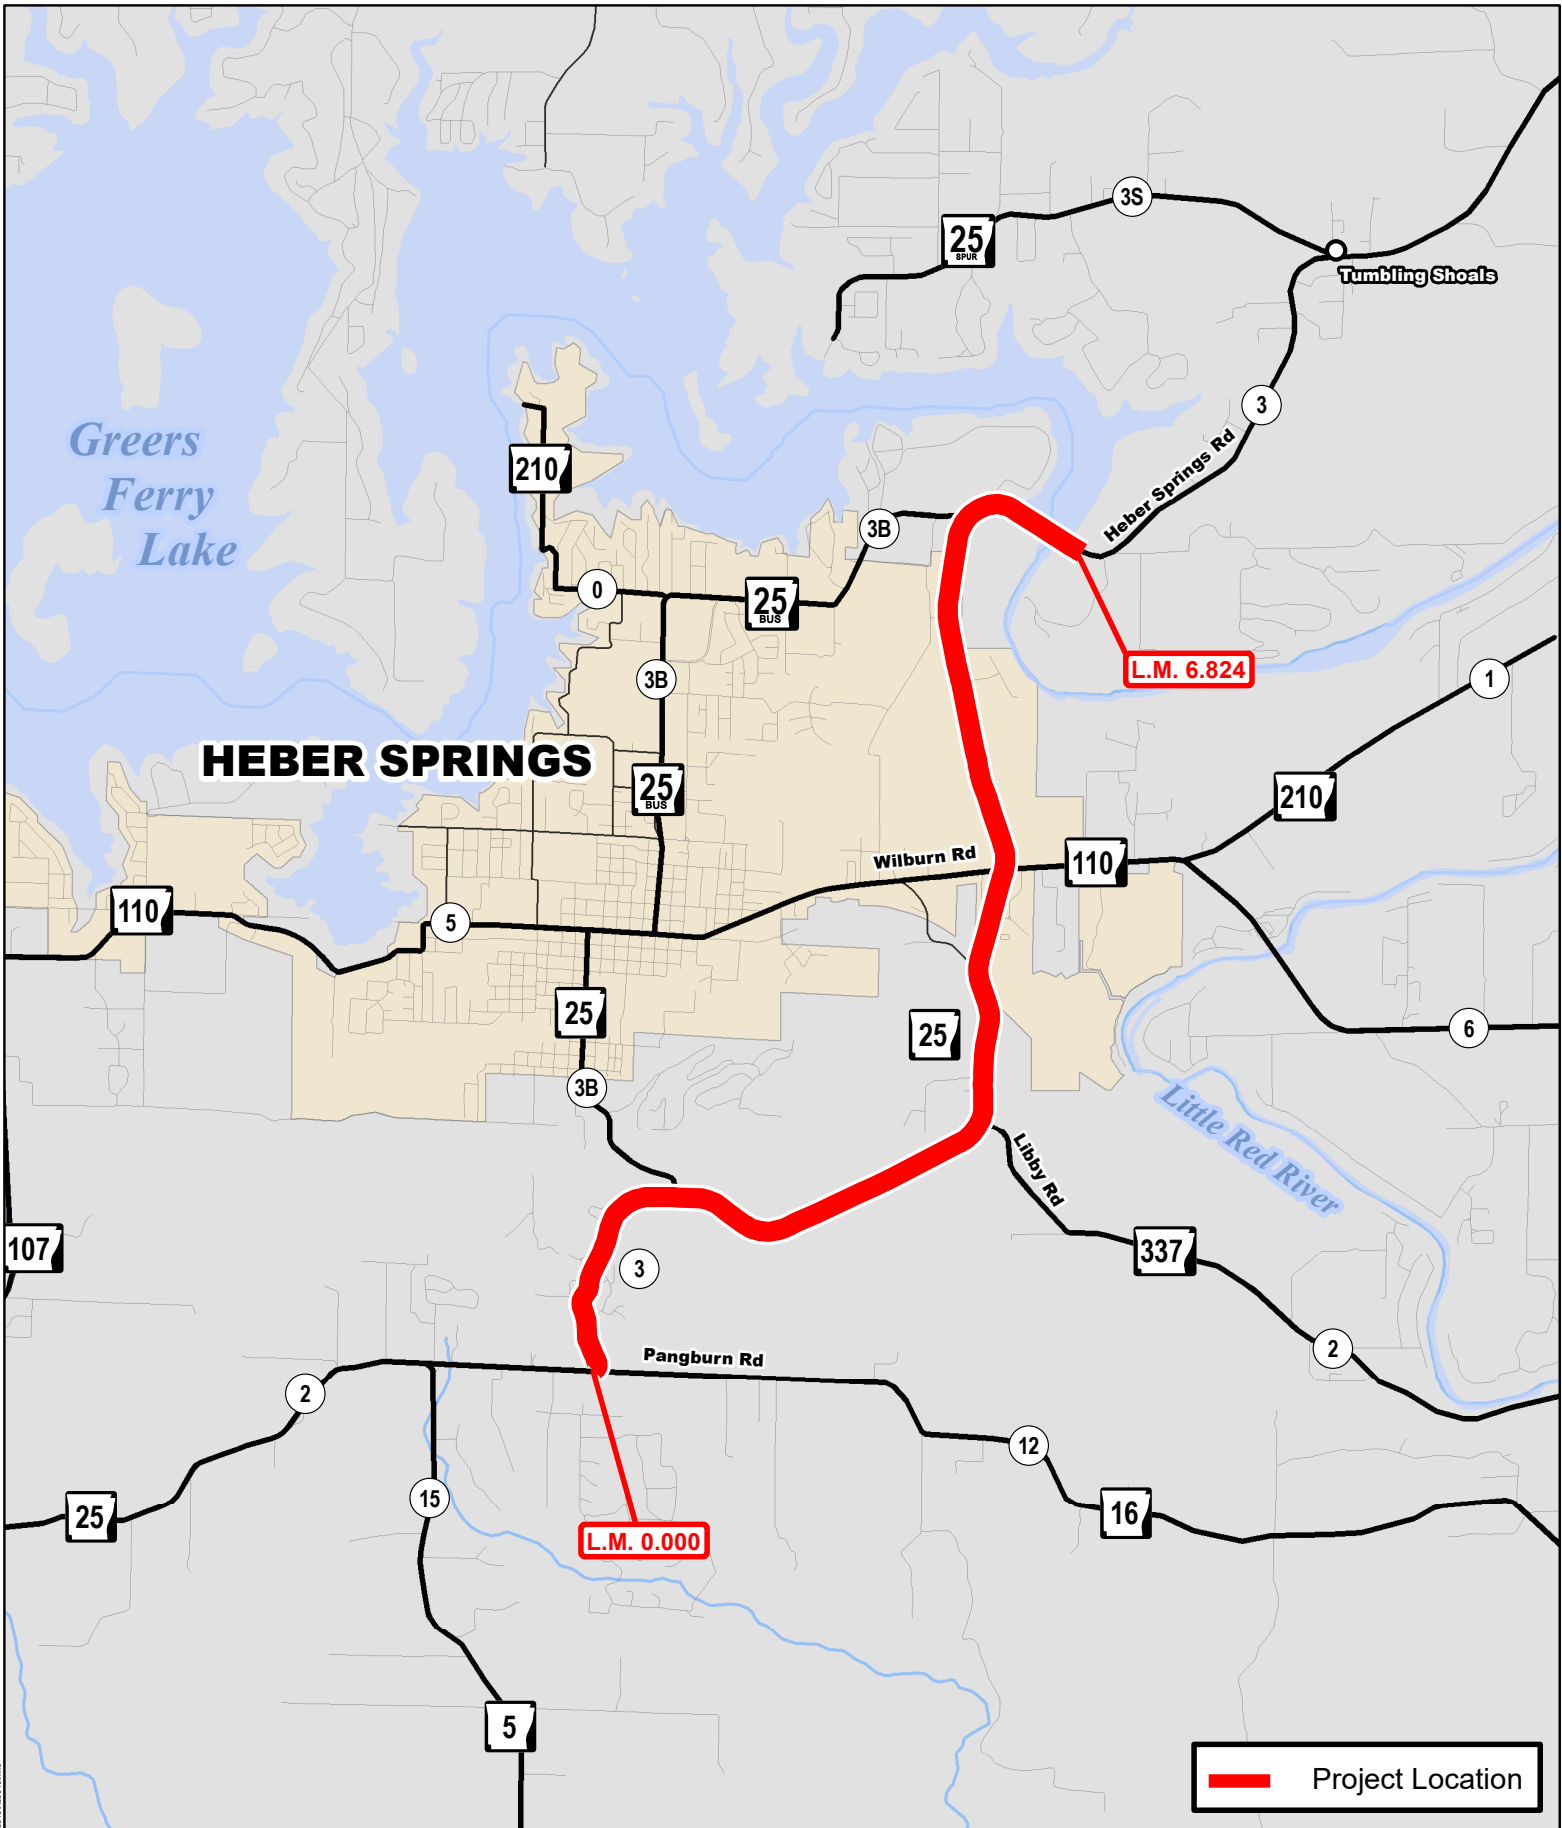 3S
25
SPUR
Tumbling Shoals
3
Greers
Ferry
Lake
Heber Springs Rd
210
3B
0
25
BUS
L.M. 6.824
3B
1
HEBER SPRINGS
25
BUS
210
Wilburn Rd
110
110
5
25
25
6
3B
Little Red River
Libby Rd
107
337
3
2
Pangburn Rd
2
12
15
25
16
L.M. 0.000
5
Project Location